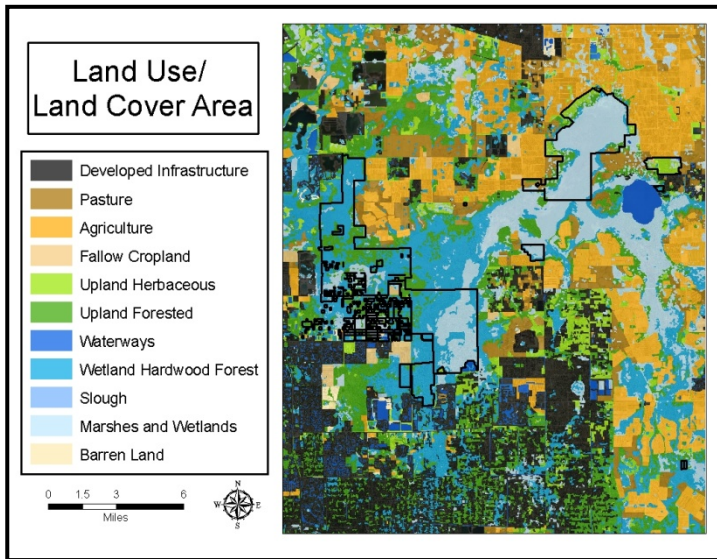 Land Use/
Land Cover Area
Developed Infrastructure
Pasture
Agriculture
Fallow Cropland
Upland Herbaceous
Upland Forested
Waterways
Wetland Hardwood Forest
Slough
Marshes and Wetlands
Barren Land
0 1.5 3 6
Miles
N
W E
S